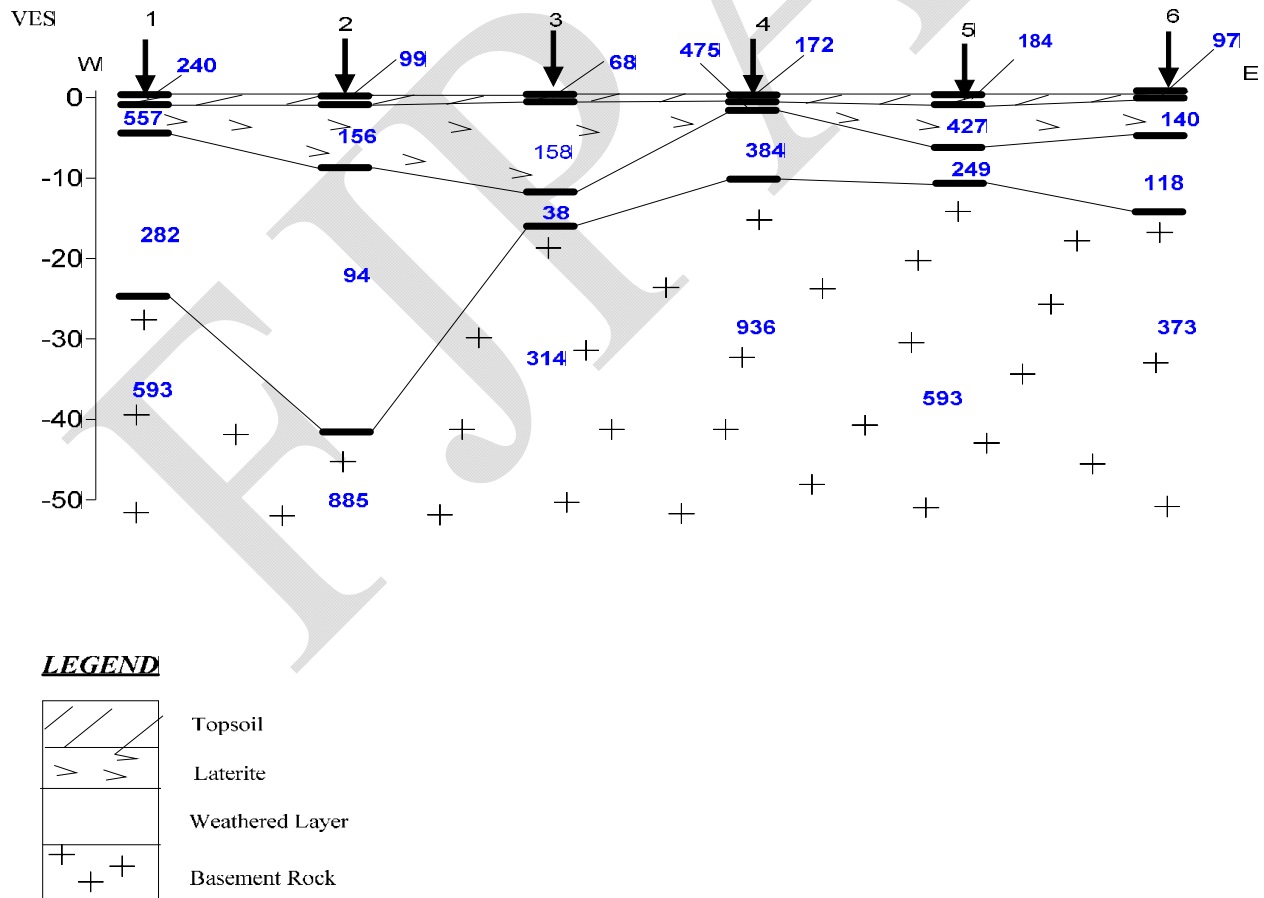 VES 1 2 3 4 5 6
W 240 99 68 475 172 184 97 E
0
557 156 158 427 140
-10
384 249 118
38
-20
282 94
-30
314 936 373
593 593
-40
-50
885
LEGEND
Topsoil
Laterite
Weathered Layer
Basement Rock